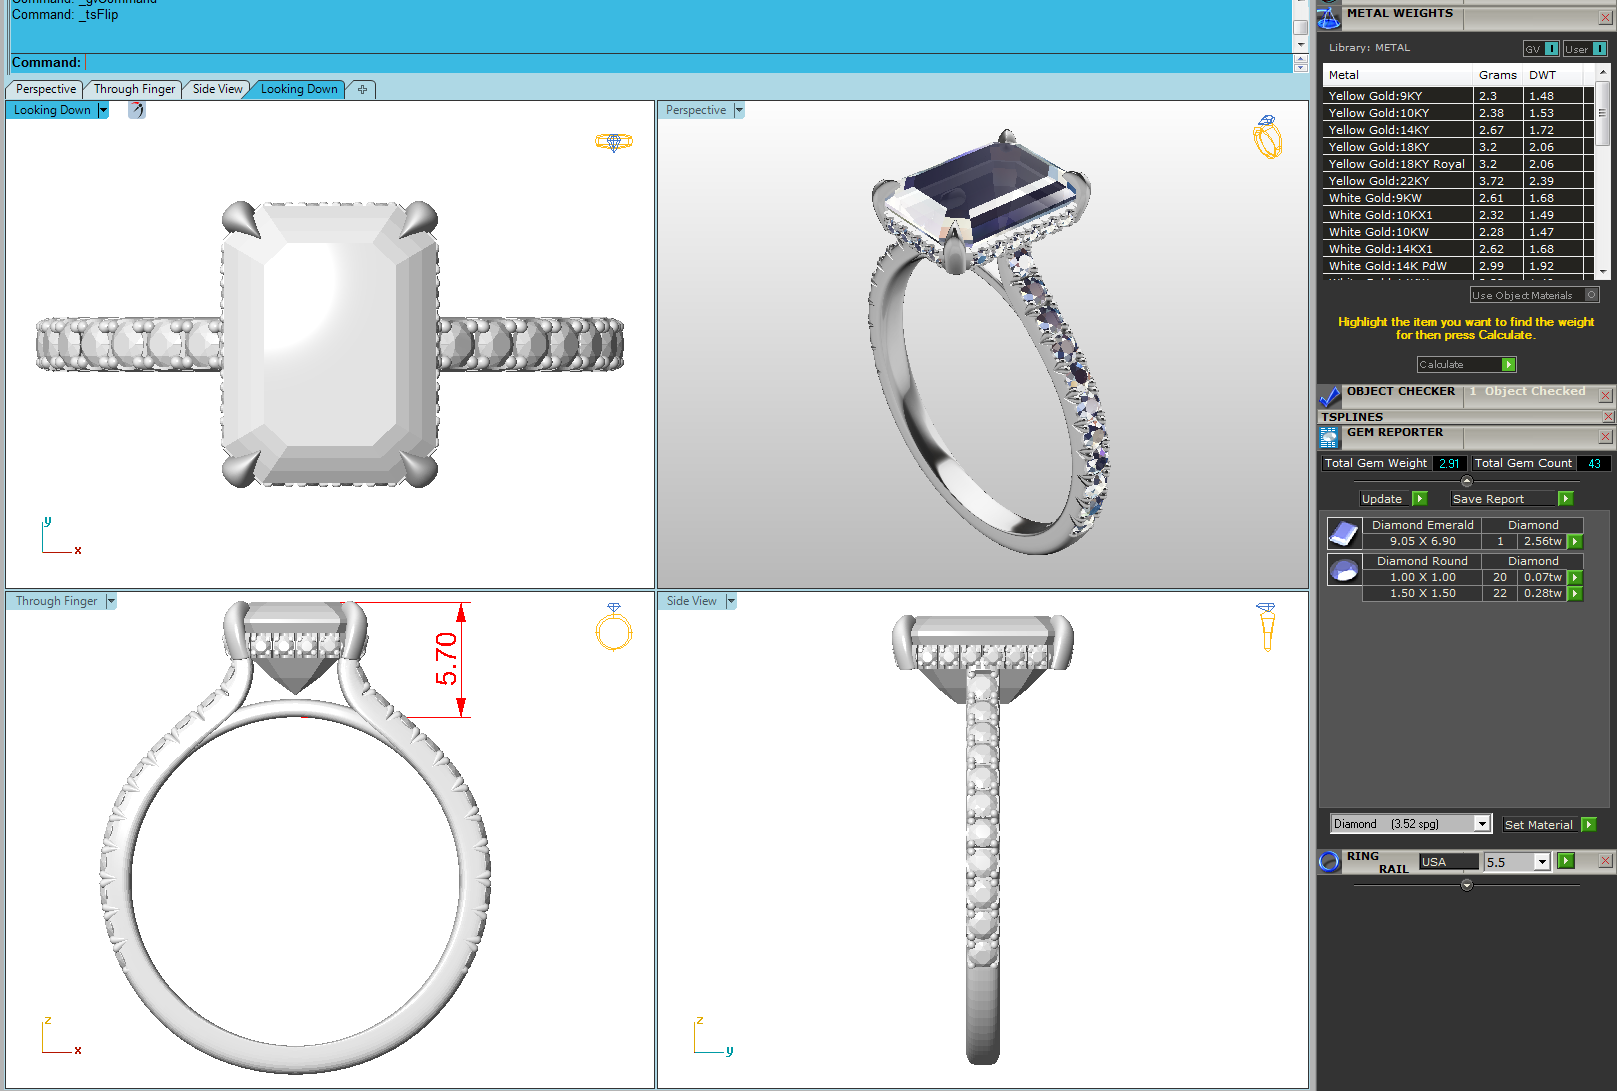 Command: _gvCommand
Command: _tsFlip
Command:
Perspective Through Finger Side View Looking Down
Looking Down
Perspective
y
x
Through Finger
5.70
z
x
Side View
z
y
METAL WEIGHTS
Library: METAL
GV I User I
Metal Grams DWT
Yellow Gold:9KY 2.3 1.48
Yellow Gold:10KY 2.38 1.53
Yellow Gold:14KY 2.67 1.72
Yellow Gold:18KY 3.2 2.06
Yellow Gold:18KY Royal 3.2 2.06
Yellow Gold:22KY 3.72 2.39
White Gold:9KW 2.61 1.68
White Gold:10KX1 2.32 1.49
White Gold:10KW 2.28 1.47
White Gold:14KX1 2.62 1.68
White Gold:14K PdW 2.99 1.92
Use Object Materials O
Highlight the item you want to find the weight
for then press Calculate.
Calculate
OBJECT CHECKER 1 Object Checked
TSPLINES
GEM REPORTER
Total Gem Weight 2.91 Total Gem Count 43
Update Save Report
Diamond Emerald Diamond
9.05 X 6.90 1 2.56tw
Diamond Round Diamond
1.00 X 1.00 20 0.07tw
1.50 X 1.50 22 0.28tw
Diamond (3.52 spg) Set Material
RING RAIL USA 5.5